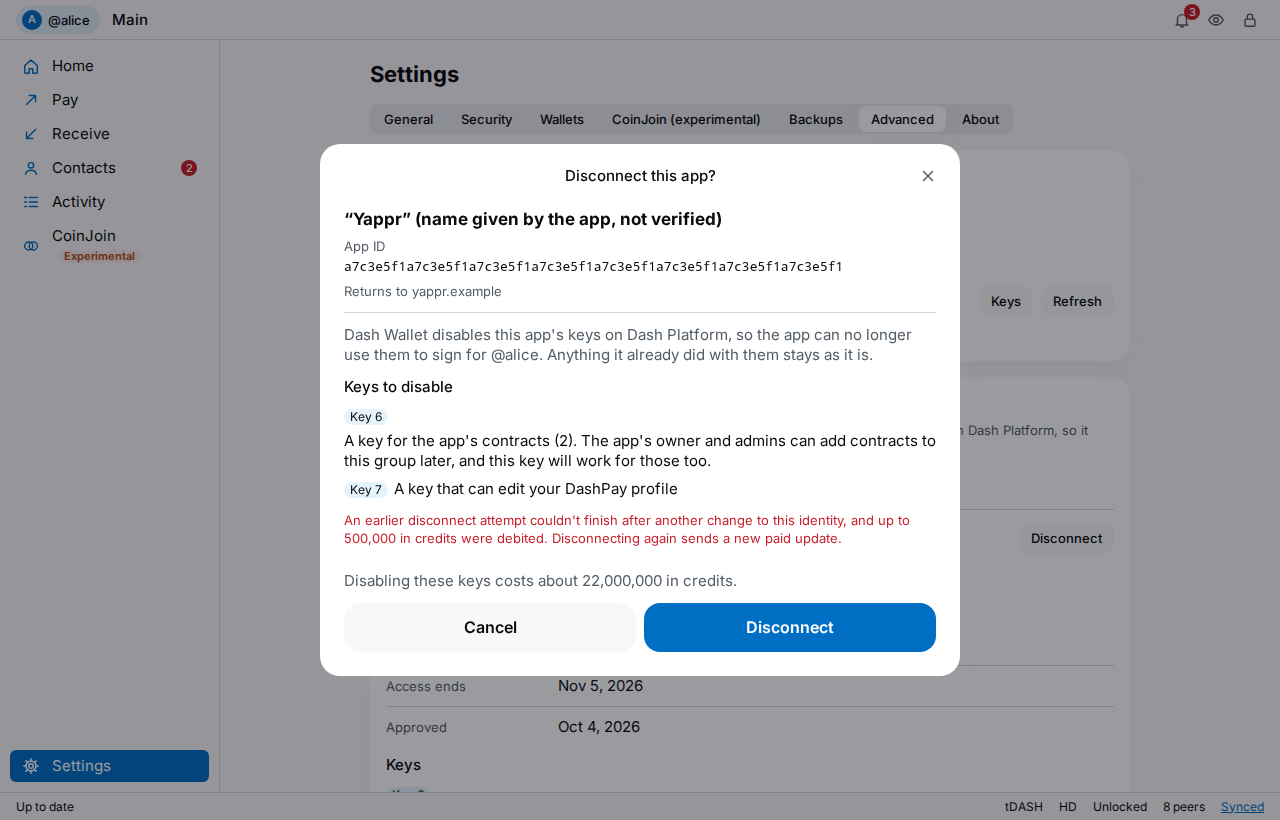 A @alice Main 3
Home
Pay
Receive
Contacts 2
Activity
CoinJoin
Experimental
Settings
Settings
General Security Wallets CoinJoin (experimental) Backups Advanced About
Keys Refresh
n Dash Platform, so it
Disconnect
Disconnect this app?
“Yappr” (name given by the app, not verified)
App ID
a7c3e5f1a7c3e5f1a7c3e5f1a7c3e5f1a7c3e5f1a7c3e5f1a7c3e5f1a7c3e5f1
Returns to yappr.example
Dash Wallet disables this app's keys on Dash Platform, so the app can no longer
use them to sign for @alice. Anything it already did with them stays as it is.
Keys to disable
Key 6
A key for the app's contracts (2). The app's owner and admins can add contracts to
this group later, and this key will work for those too.
Key 7 A key that can edit your DashPay profile
An earlier disconnect attempt couldn't finish after another change to this identity, and up to
500,000 in credits were debited. Disconnecting again sends a new paid update.
Disabling these keys costs about 22,000,000 in credits.
Cancel Disconnect
Access ends Nov 5, 2026
Approved Oct 4, 2026
Keys
Up to date tDASH HD Unlocked 8 peers Synced